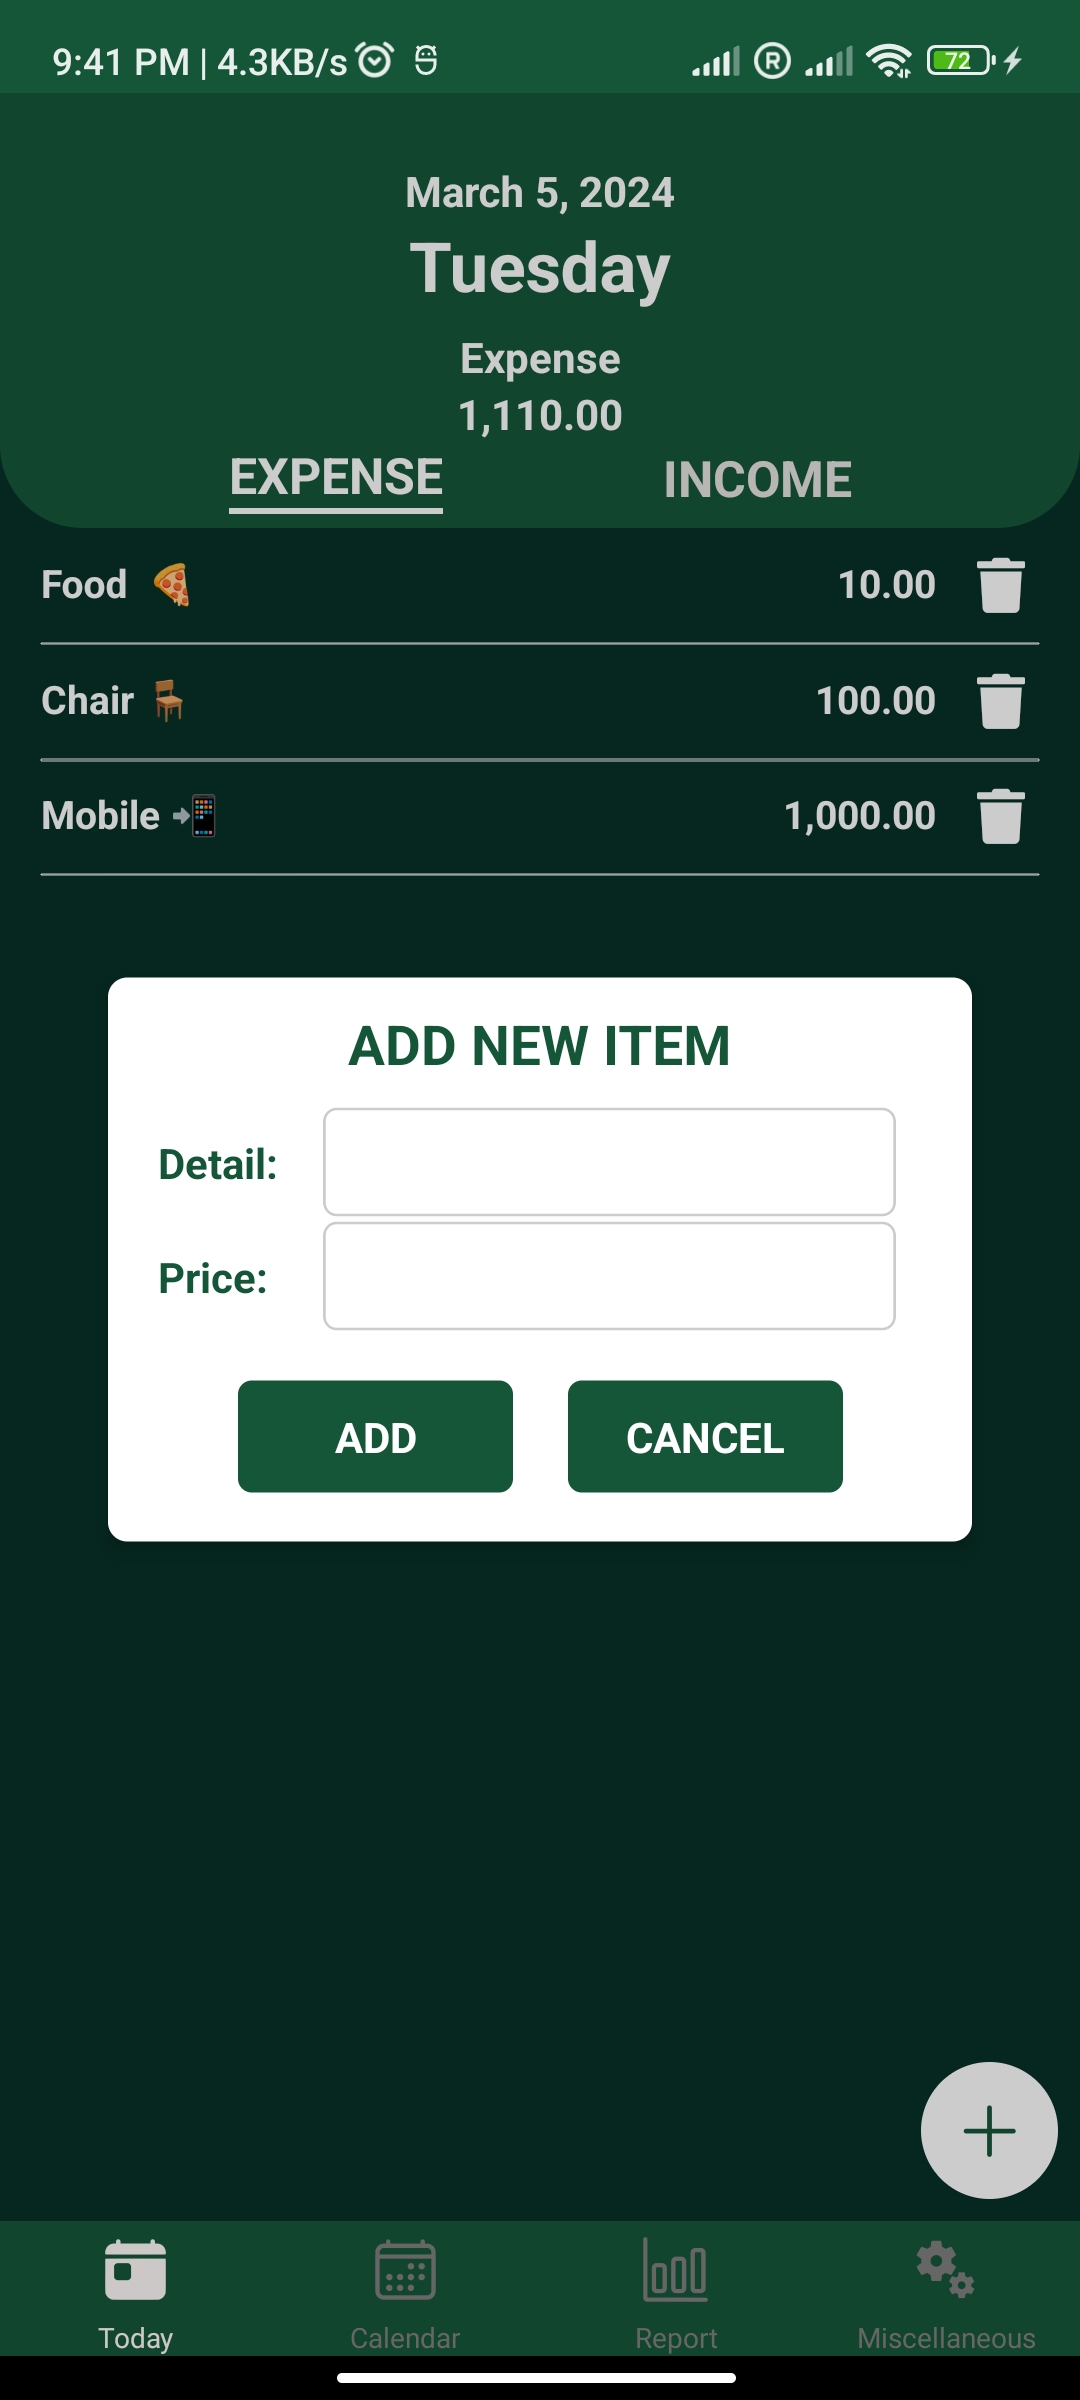 9:41 PM | 4.3KB/s R 72
March 5, 2024
Tuesday
Expense
1,110.00
EXPENSE INCOME
Food 🍕 10.00
Chair 🪑 100.00
Mobile 📲 1,000.00
ADD NEW ITEM
Detail:
Price:
ADD CANCEL
Today Calendar Report Miscellaneous